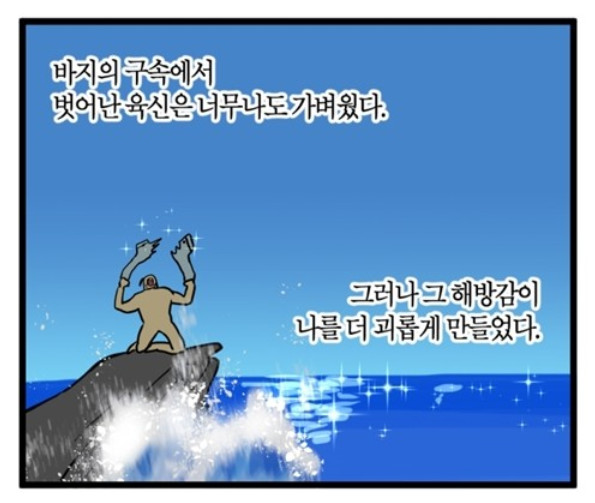 바지의 구속에서
벗어난 육신은 너무나도 가벼웠다.
그러나 그 해방감이
나를 더 괴롭게 만들었다.